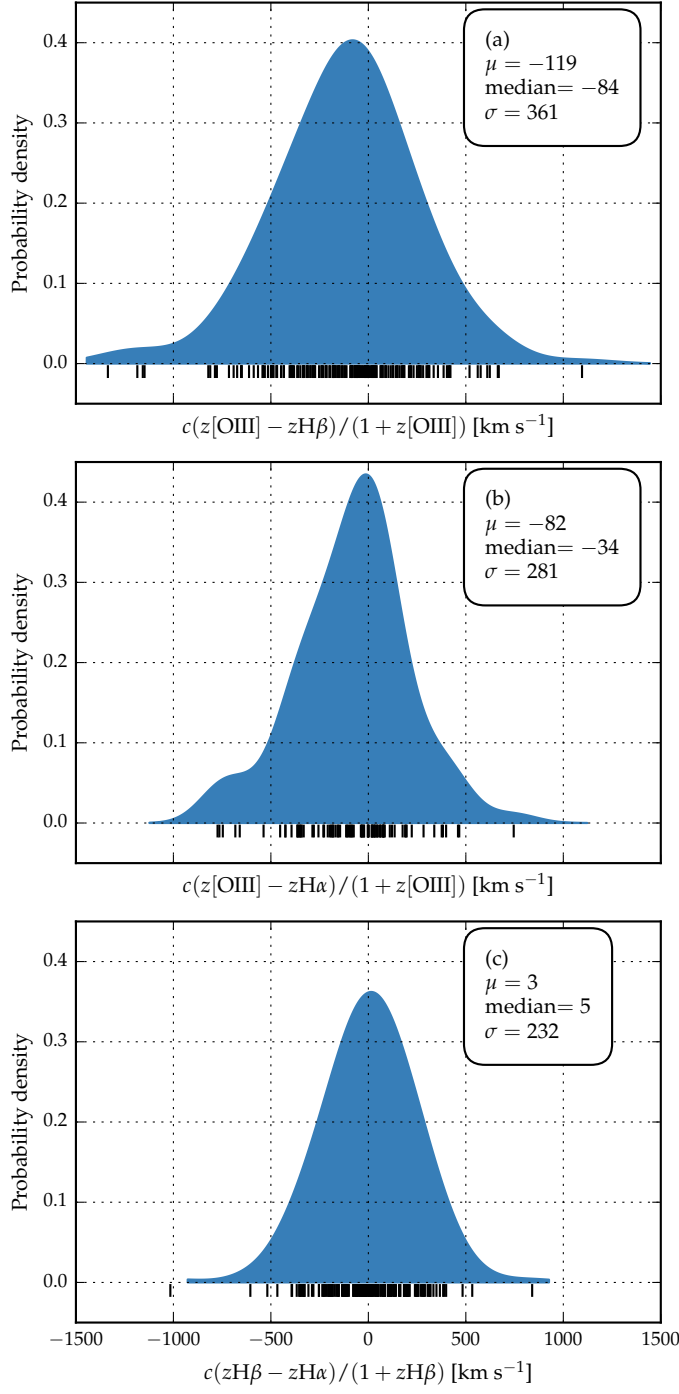 0.4
0.3
0.2
0.1
0.0
Probability density
(a)
μ = −119
median= −84
σ = 361
c(z[OIII] − zHβ)/(1 + z[OIII]) [km s⁻¹]
0.4
0.3
0.2
0.1
0.0
Probability density
(b)
μ = −82
median= −34
σ = 281
c(z[OIII] − zHα)/(1 + z[OIII]) [km s⁻¹]
0.4
0.3
0.2
0.1
0.0
Probability density
(c)
μ = 3
median= 5
σ = 232
−1500 −1000 −500 0 500 1000 1500
c(zHβ − zHα)/(1 + zHβ) [km s⁻¹]